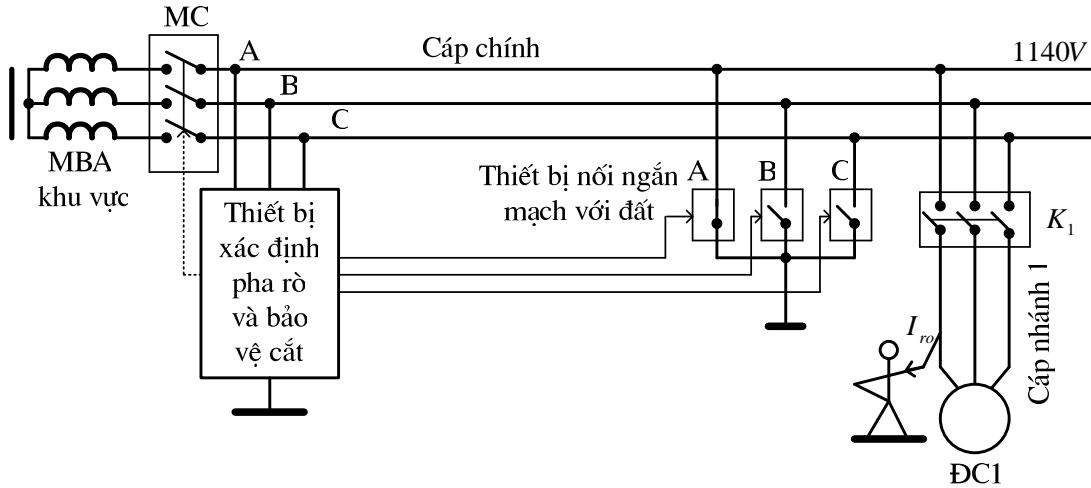 MC
A
Cáp chính
1140V
B
C
MBA
khu vực
Thiết bị nối ngắn
mạch với đất
A
B
C
K₁
Thiết bị
xác định
pha rò
và bảo
vệ cắt
I_ro
Cáp nhánh 1
ĐC1